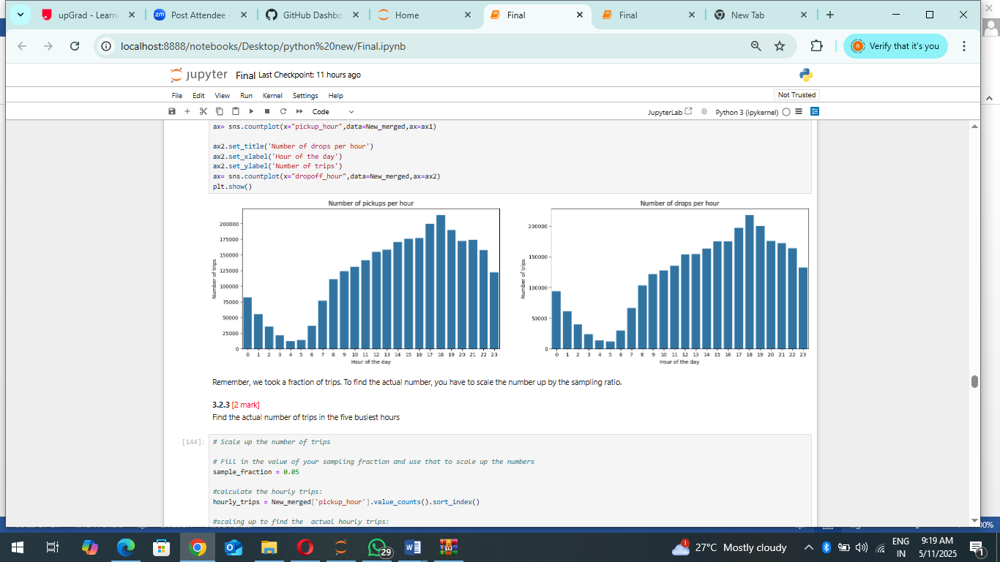 upGrad - Learni
Post Attendee -
GitHub Dashbo
Home
Final
Final
New Tab
localhost:8888/notebooks/Desktop/python%20new/Final.ipynb
Verify that it's you
jupyter Final Last Checkpoint: 11 hours ago
File Edit View Run Kernel Settings Help
Not Trusted
Code
JupyterLab
Python 3 (ipykernel)
ax= sns.countplot(x="pickup_hour",data=New_merged,ax=ax1)
ax2.set_title('Number of drops per hour')
ax2.set_xlabel('Hour of the day')
ax2.set_ylabel('Number of trips')
ax= sns.countplot(x="dropoff_hour",data=New_merged,ax=ax2)
plt.show()
Number of pickups per hour
200000
175000
150000
125000
100000
75000
50000
25000
0
Number of trips
0 1 2 3 4 5 6 7 8 9 10 11 12 13 14 15 16 17 18 19 20 21 22 23
Hour of the day
Number of drops per hour
200000
150000
100000
50000
0
Number of trips
0 1 2 3 4 5 6 7 8 9 10 11 12 13 14 15 16 17 18 19 20 21 22 23
Hour of the day
Remember, we took a fraction of trips. To find the actual number, you have to scale the number up by the sampling ratio.
3.2.3 [2 mark]
Find the actual number of trips in the five busiest hours
[144]:
# Scale up the number of trips
# Fill in the value of your sampling fraction and use that to scale up the numbers
sample_fraction = 0.05
#calculate the hourly trips:
hourly_trips = New_merged['pickup_hour'].value_counts().sort_index()
#scaling up to find the  actual hourly trips:
29
1
27°C Mostly cloudy
ENG
IN
9:19 AM
5/11/2025
1